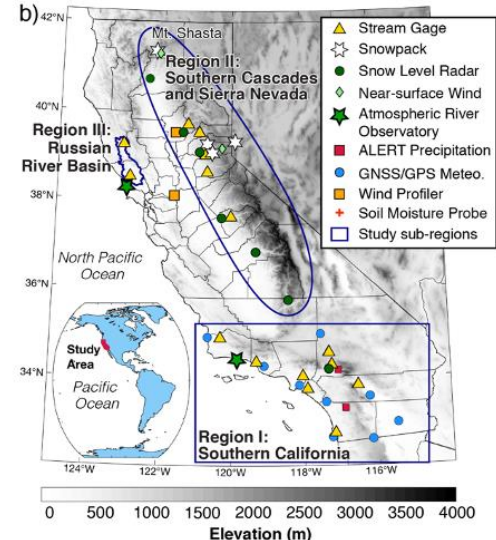 b)
42°N
Mt. Shasta
Region II:
Southern Cascades
and Sierra Nevada
40°N
Region III:
Russian
River Basin
38°N
North Pacific
Ocean
36°N
Study
Area
Pacific
Ocean
34°N
Region I:
Southern California
124°W
122°W
120°W
118°W
116°W
Stream Gage
Snowpack
Snow Level Radar
Near-surface Wind
Atmospheric River
Observatory
ALERT Precipitation
GNSS/GPS Meteo.
Wind Profiler
Soil Moisture Probe
Study sub-regions
0 500 1000 1500 2000 2500 3000 3500 4000
Elevation (m)